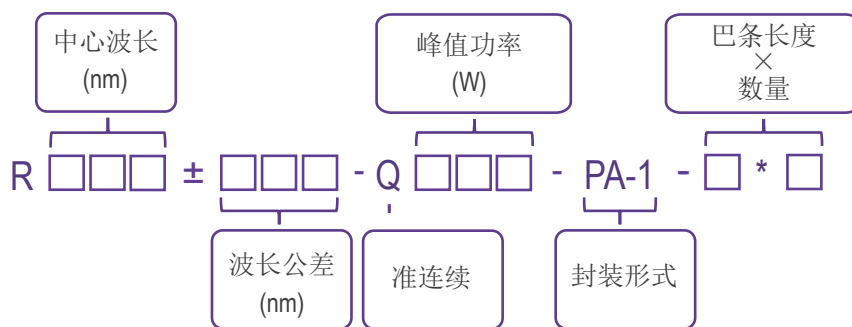 中心波长
(nm)
峰值功率
(W)
巴条长度
×
数量
R □□□ ± □□□ - Q □□□ - PA-1 - □ * □
波长公差
(nm)
准连续
封装形式